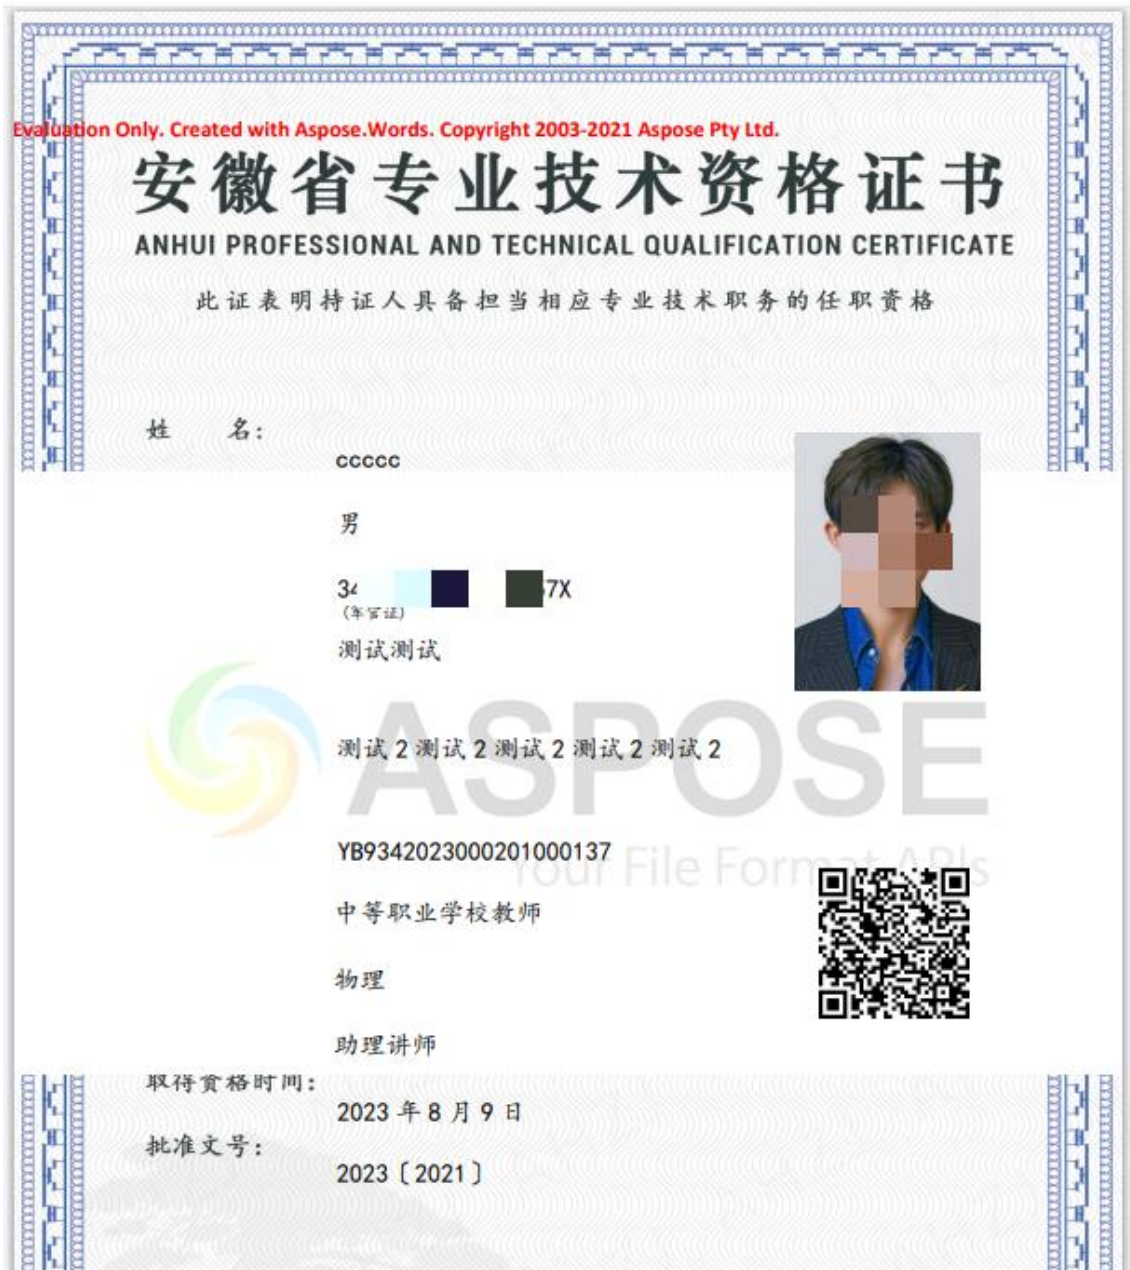 Evaluation Only. Created with Aspose.Words. Copyright 2003-2021 Aspose Pty Ltd.
安徽省专业技术资格证书
ANHUI PROFESSIONAL AND TECHNICAL QUALIFICATION CERTIFICATE
此证表明持证人具备担当相应专业技术职务的任职资格
姓 名:
ccccc
男
34 7X
(军官证)
测试测试
ASPOSE
测试2测试2测试2测试2测试2
YB9342023000201000137
Your File Format APIs
中等职业学校教师
物理
助理讲师
取得资格时间:
2023年8月9日
批准文号:
2023〔2021〕